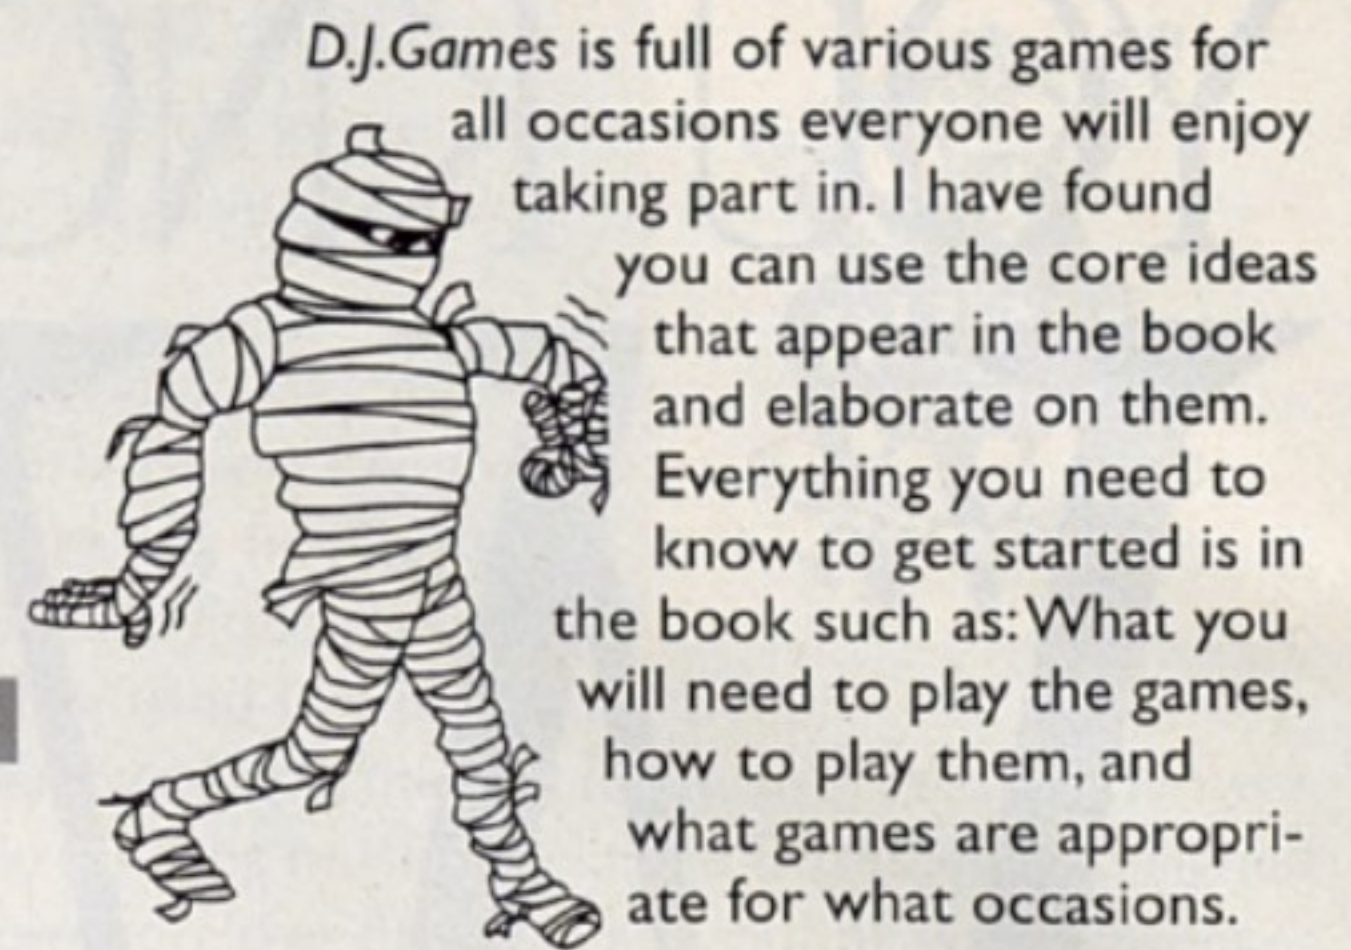 D.J.Games is full of various games for
all occasions everyone will enjoy
taking part in. I have found
you can use the core ideas
that appear in the book
and elaborate on them.
Everything you need to
know to get started is in
the book such as: What you
will need to play the games,
how to play them, and
what games are appropri-
ate for what occasions.